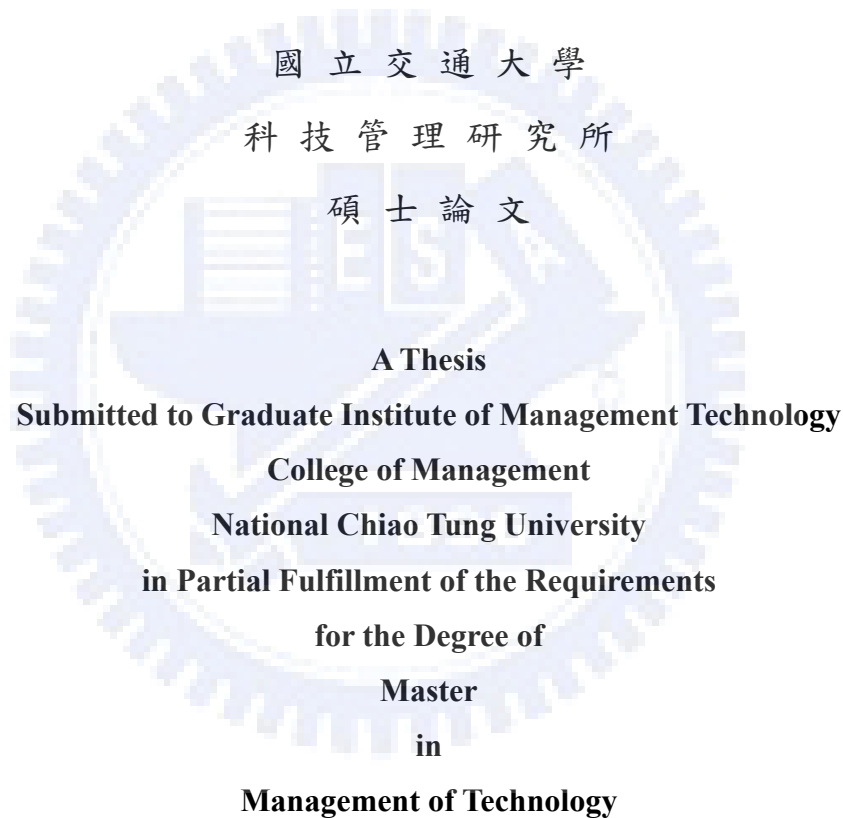 國立交通大學
科技管理研究所
碩士論文
A Thesis
Submitted to Graduate Institute of Management Technology
College of Management
National Chiao Tung University
in Partial Fulfillment of the Requirements
for the Degree of
Master
in
Management of Technology